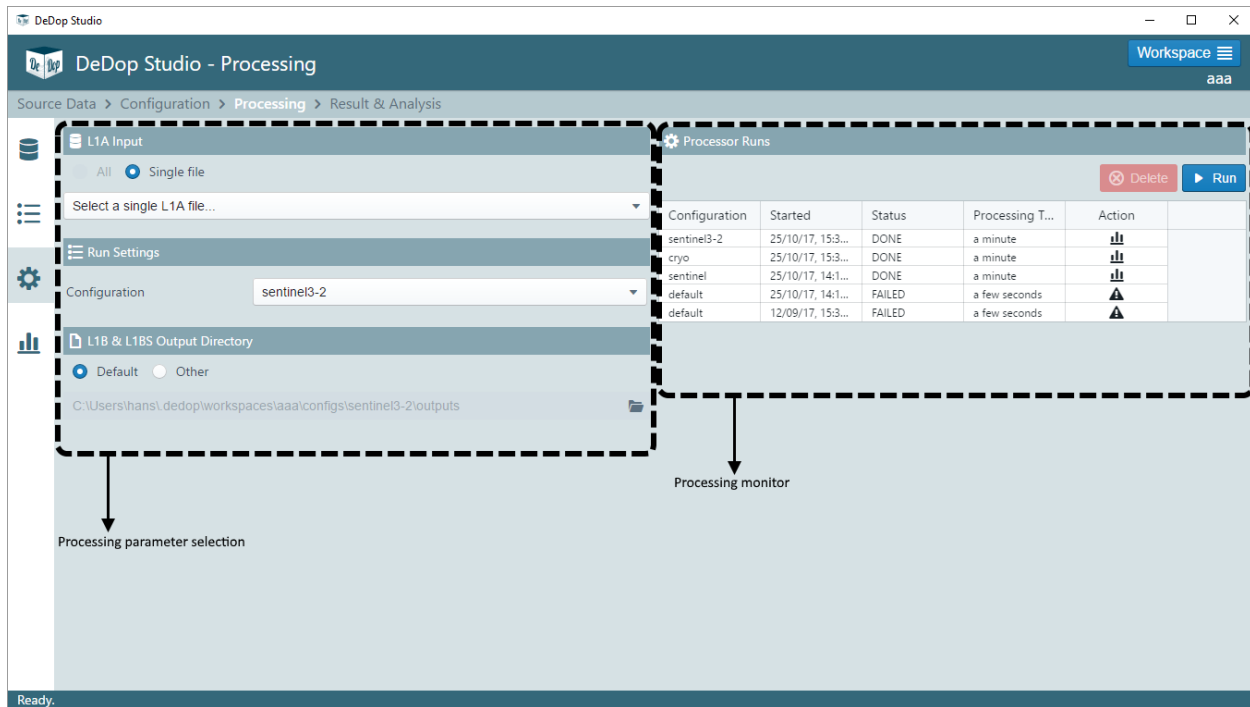 DeDop Studio
De Dop DeDop Studio - Processing
Workspace
aaa
Source Data > Configuration > Processing > Result & Analysis
L1A Input
All Single file
Select a single L1A file...
Run Settings
Configuration sentinel3-2
L1B & L1BS Output Directory
Default Other
C:\Users\hans\.dedop\workspaces\aaa\configs\sentinel3-2\outputs
Processing parameter selection
Processor Runs
Delete Run
Configuration Started Status Processing T... Action
sentinel3-2 25/10/17, 15:3... DONE a minute
cryo 25/10/17, 15:3... DONE a minute
sentinel 25/10/17, 14:1... DONE a minute
default 25/10/17, 14:1... FAILED a few seconds
default 12/09/17, 15:3... FAILED a few seconds
Processing monitor
Ready.